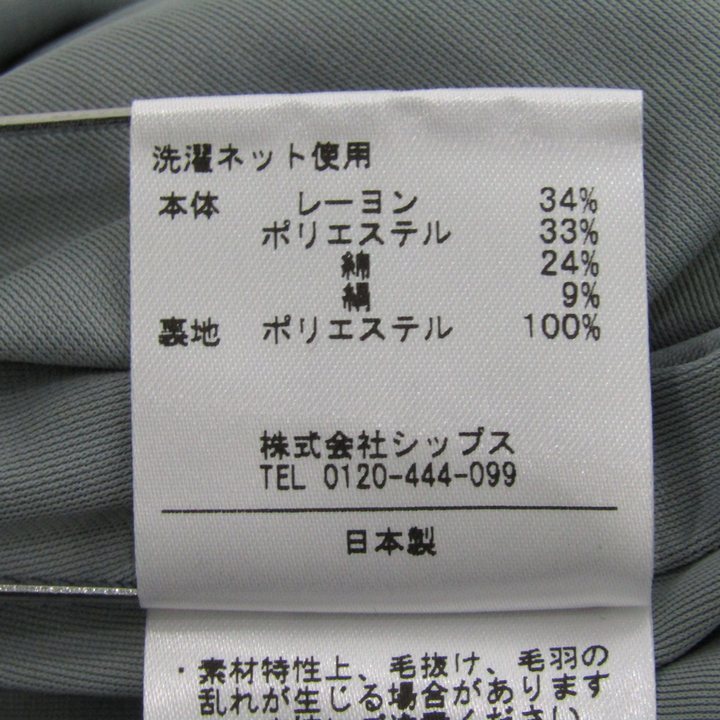 洗濯ネット使用
本体 レーヨン 34%
ポリエステル 33%
綿 24%
絹 9%
裏地 ポリエステル 100%
株式会社シップス
TEL 0120-444-099
日本製
・素材特性上、毛抜け、毛羽の
乱れが生じる場合があります